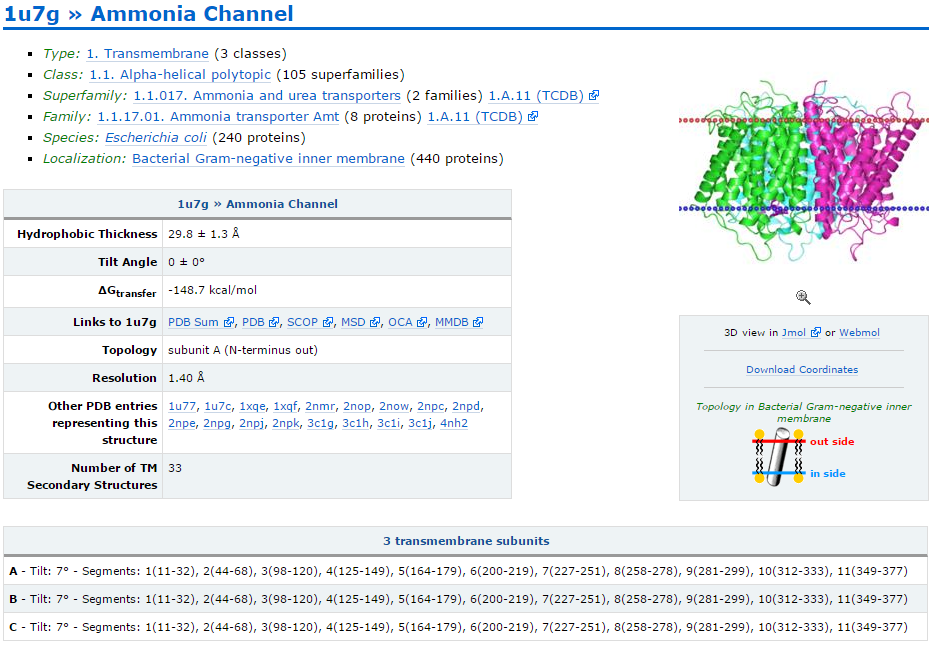 1u7g » Ammonia Channel
Type: 1. Transmembrane (3 classes)
Class: 1.1. Alpha-helical polytopic (105 superfamilies)
Superfamily: 1.1.017. Ammonia and urea transporters (2 families) 1.A.11 (TCDB)
Family: 1.1.17.01. Ammonia transporter Amt (8 proteins) 1.A.11 (TCDB)
Species: Escherichia coli (240 proteins)
Localization: Bacterial Gram-negative inner membrane (440 proteins)
1u7g » Ammonia Channel
Hydrophobic Thickness 29.8 ± 1.3 Å
Tilt Angle 0 ± 0°
ΔGtransfer -148.7 kcal/mol
Links to 1u7g PDB Sum, PDB, SCOP, MSD, OCA, MMDB
Topology subunit A (N-terminus out)
Resolution 1.40 Å
Other PDB entries 1u77, 1u7c, 1xqe, 1xqf, 2nmr, 2nop, 2now, 2npc, 2npd,
representing this 2npe, 2npg, 2npj, 2npk, 3c1g, 3c1h, 3c1i, 3c1j, 4nh2
structure
Number of TM 33
Secondary Structures
3D view in Jmol or Webmol
Download Coordinates
Topology in Bacterial Gram-negative inner
membrane
out side
in side
3 transmembrane subunits
A - Tilt: 7° - Segments: 1(11-32), 2(44-68), 3(98-120), 4(125-149), 5(164-179), 6(200-219), 7(227-251), 8(258-278), 9(281-299), 10(312-333), 11(349-377)
B - Tilt: 7° - Segments: 1(11-32), 2(44-68), 3(98-120), 4(125-149), 5(164-179), 6(200-219), 7(227-251), 8(258-278), 9(281-299), 10(312-333), 11(349-377)
C - Tilt: 7° - Segments: 1(11-32), 2(44-68), 3(98-120), 4(125-149), 5(164-179), 6(200-219), 7(227-251), 8(258-278), 9(281-299), 10(312-333), 11(349-377)